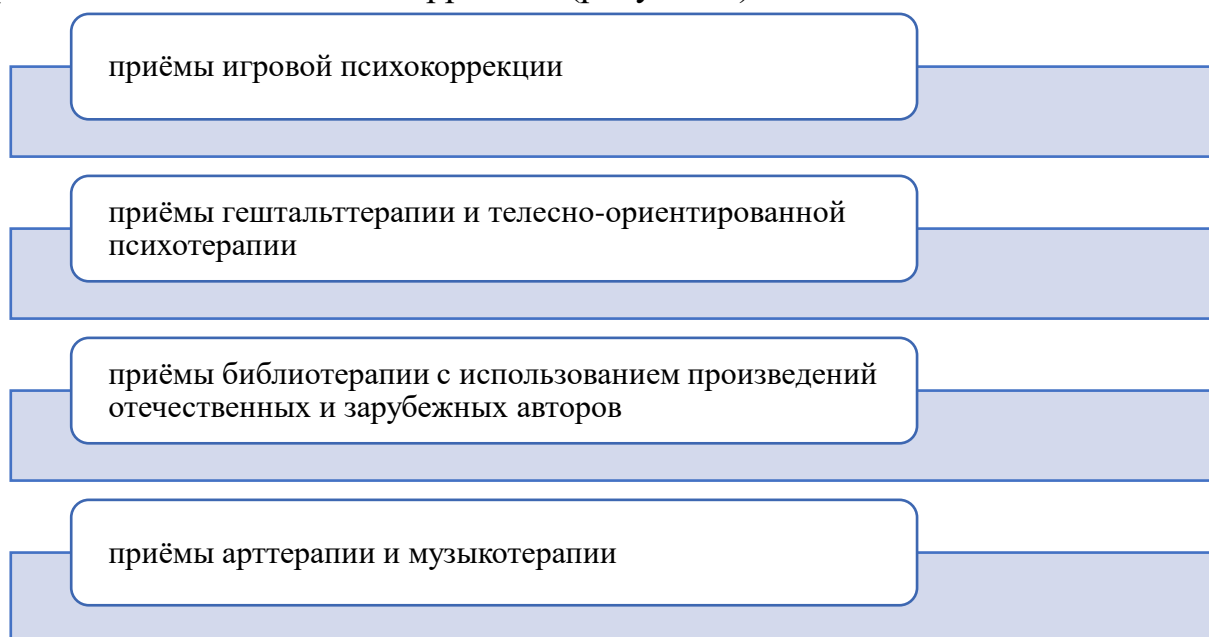 приёмы игровой психокоррекции
приёмы гештальттерапии и телесно-ориентированной
психотерапии
приёмы библиотерапии с использованием произведений
отечественных и зарубежных авторов
приёмы арттерапии и музыкотерапии